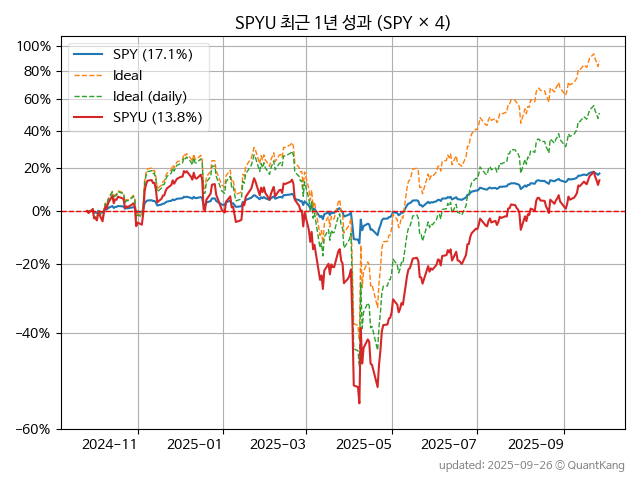 SPYU 최근 1년 성과 (SPY × 4)
100%
80%
60%
40%
20%
0%
−20%
−40%
−60%
SPY (17.1%)
Ideal
Ideal (daily)
SPYU (13.8%)
2024-11
2025-01
2025-03
2025-05
2025-07
2025-09
updated: 2025-09-26 © QuantKang